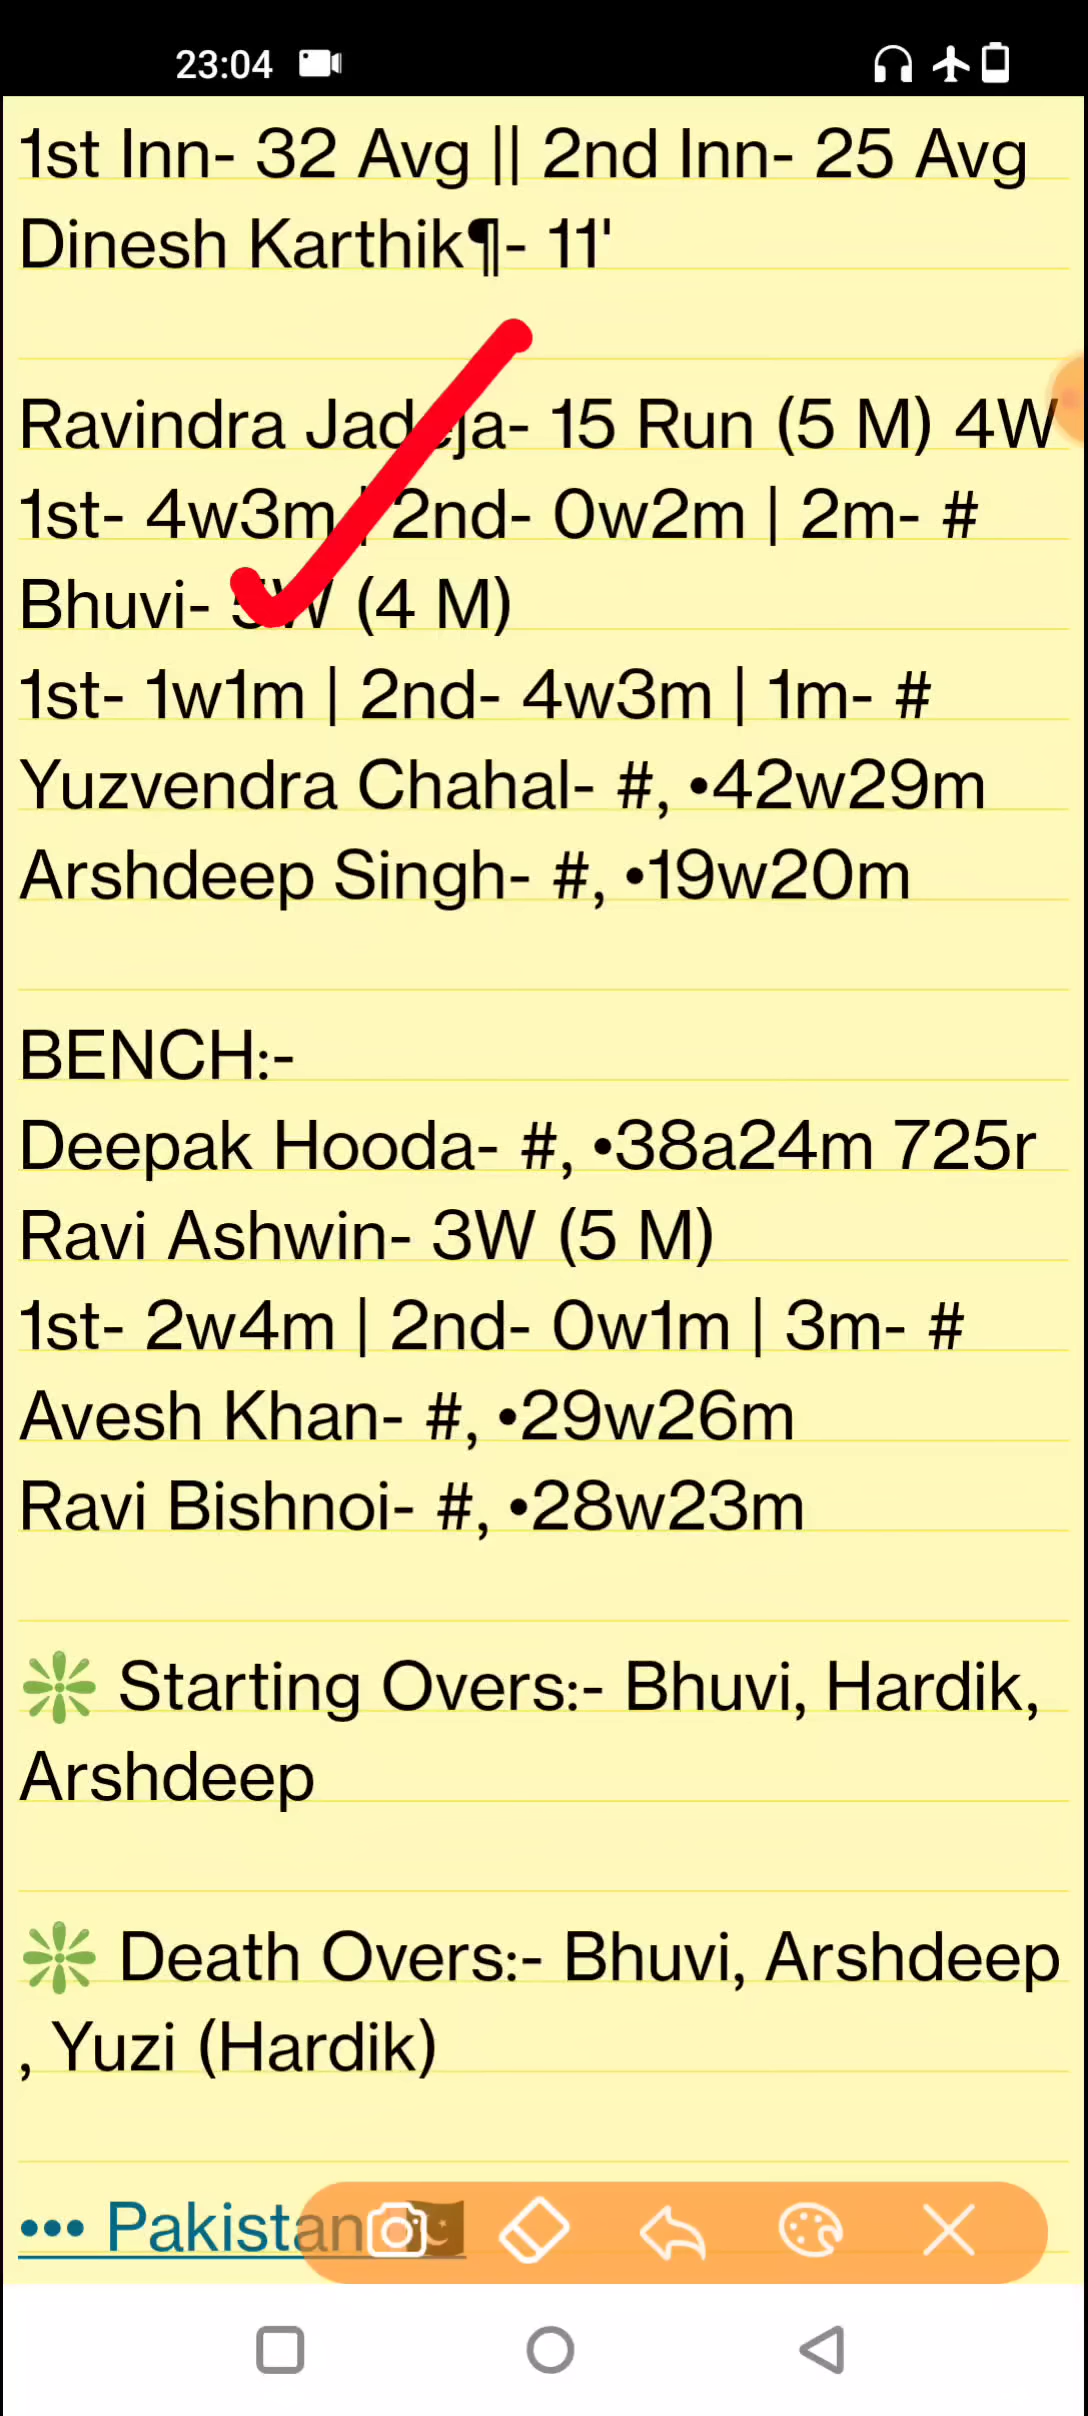 23:04
1st Inn- 32 Avg || 2nd Inn- 25 Avg
Dinesh Karthik¶- 11'
Ravindra Jadeja- 15 Run (5 M) 4W
1st- 4w3m | 2nd- 0w2m | 2m- #
Bhuvi- 5W (4 M)
1st- 1w1m | 2nd- 4w3m | 1m- #
Yuzvendra Chahal- #, •42w29m
Arshdeep Singh- #, •19w20m
BENCH:-
Deepak Hooda- #, •38a24m 725r
Ravi Ashwin- 3W (5 M)
1st- 2w4m | 2nd- 0w1m | 3m- #
Avesh Khan- #, •29w26m
Ravi Bishnoi- #, •28w23m
❇️ Starting Overs:- Bhuvi, Hardik,
Arshdeep
❇️ Death Overs:- Bhuvi, Arshdeep
, Yuzi (Hardik)
••• Pakistan🇵🇰